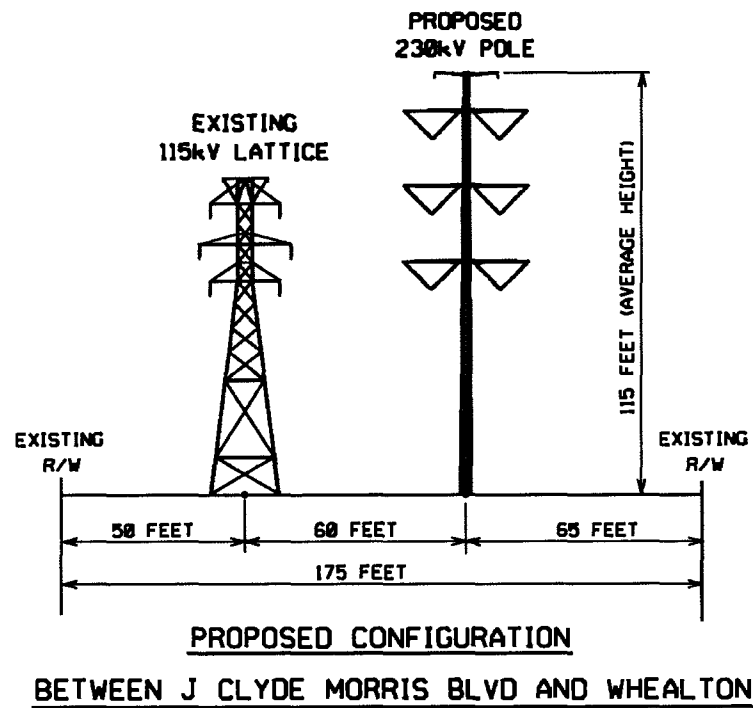 PROPOSED
230kV POLE
EXISTING
115kV LATTICE
115 FEET (AVERAGE HEIGHT)
EXISTING
R/W
EXISTING
R/W
50 FEET
60 FEET
65 FEET
175 FEET
PROPOSED CONFIGURATION
BETWEEN J CLYDE MORRIS BLVD AND WHEALTON